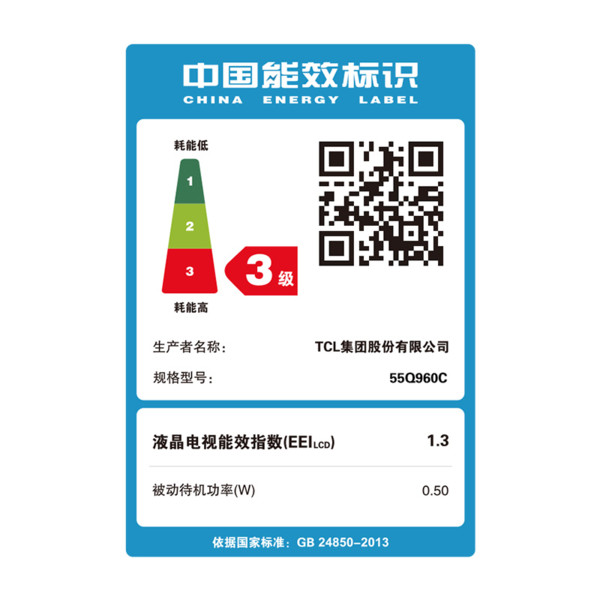 中国能效标识
CHINA ENERGY LABEL
耗能低
1
2
3
3级
耗能高
生产者名称： TCL集团股份有限公司
规格型号： 55Q960C
液晶电视能效指数(EEILCD) 1.3
被动待机功率(W) 0.50
依据国家标准：GB 24850-2013